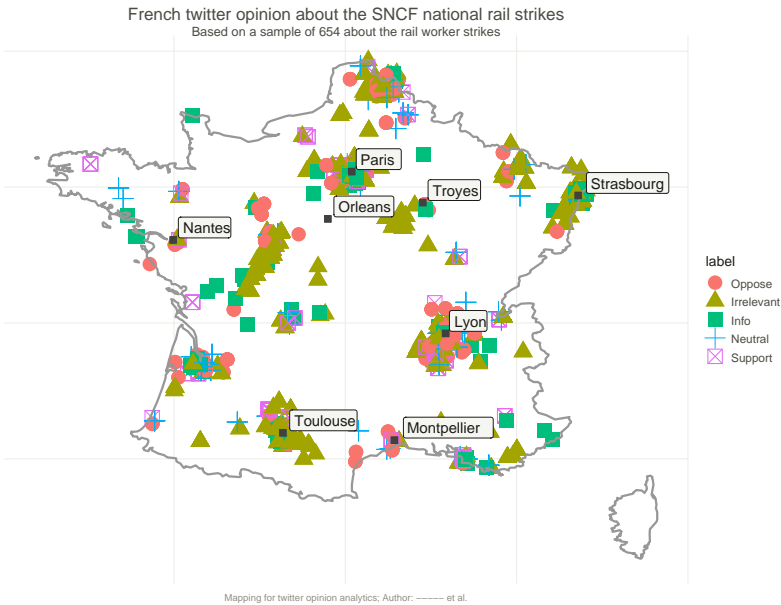 French twitter opinion about the SNCF national rail strikes
Based on a sample of 654 about the rail worker strikes
Paris
Strasbourg
Troyes
Orleans
Nantes
label
Oppose
Irrelevant
Info
Neutral
Support
Lyon
Toulouse
Montpellier
Mapping for twitter opinion analytics; Author: ––––– et al.